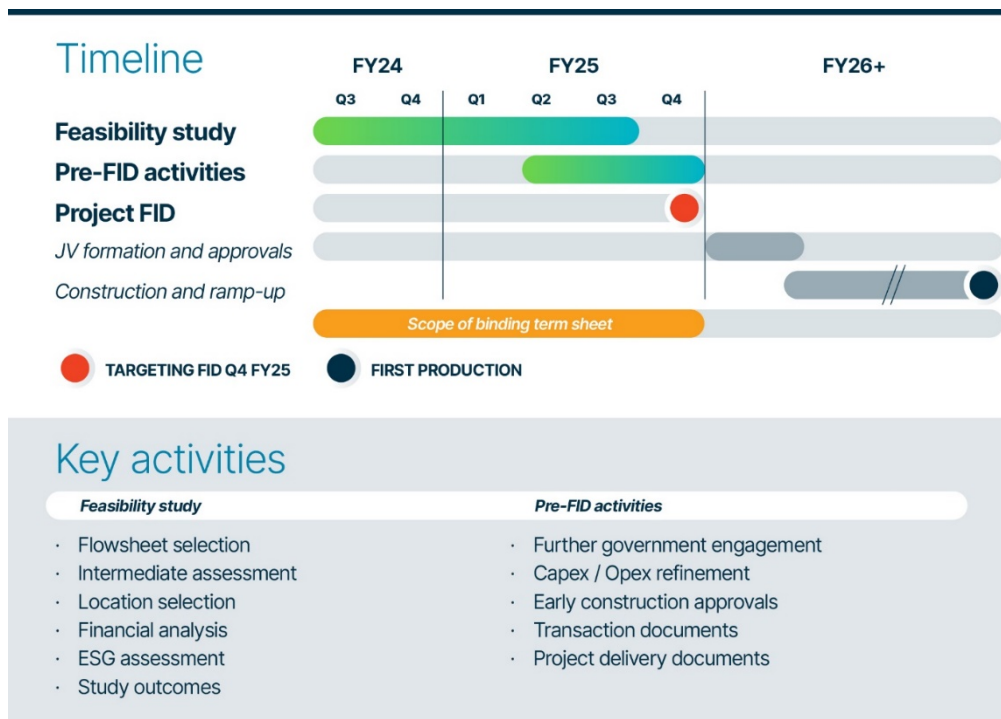 Timeline
FY24 FY25 FY26+
Q3 Q4 Q1 Q2 Q3 Q4
Feasibility study
Pre-FID activities
Project FID
JV formation and approvals
Construction and ramp-up
Scope of binding term sheet
TARGETING FID Q4 FY25 FIRST PRODUCTION
Key activities
Feasibility study
· Flowsheet selection
· Intermediate assessment
· Location selection
· Financial analysis
· ESG assessment
· Study outcomes
Pre-FID activities
· Further government engagement
· Capex / Opex refinement
· Early construction approvals
· Transaction documents
· Project delivery documents